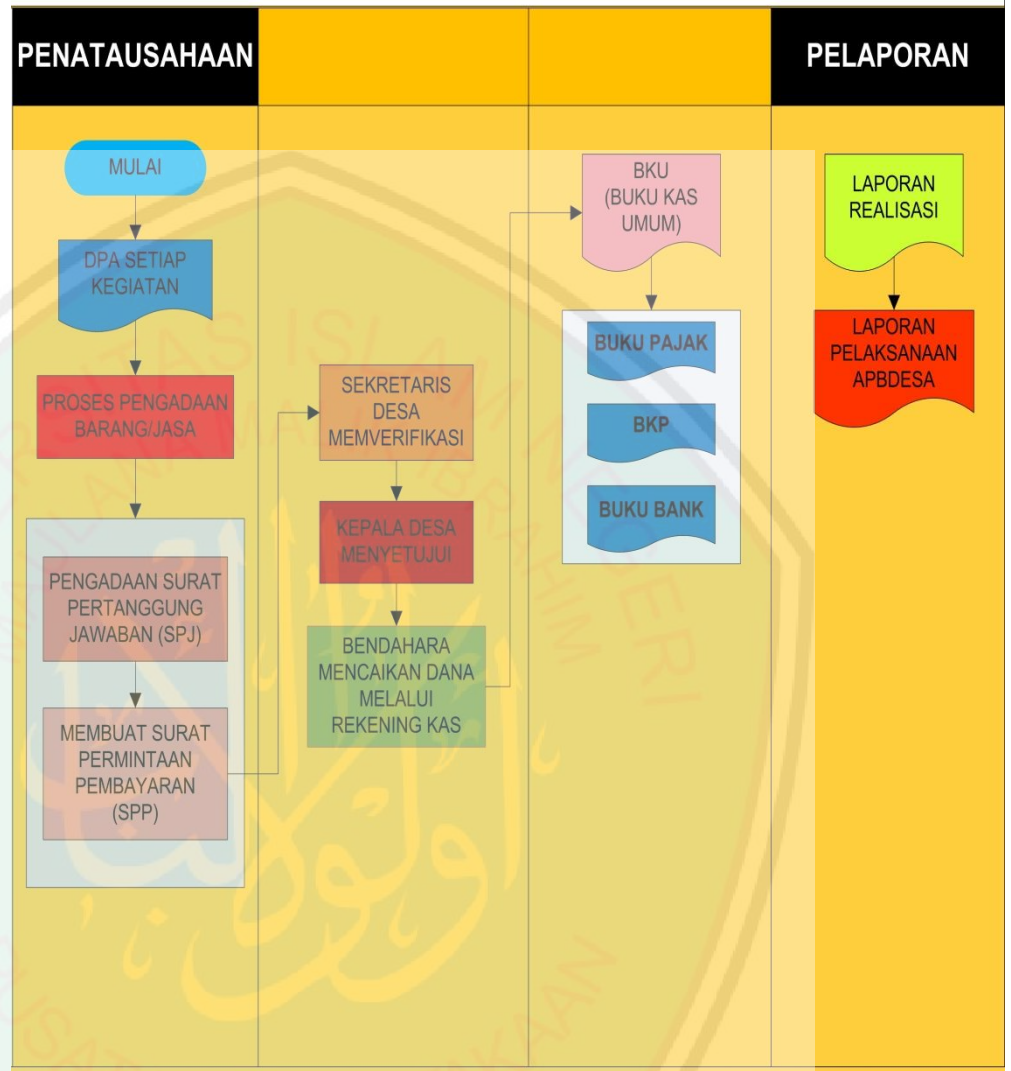 PENATAUSAHAAN
PELAPORAN
MULAI
DPA SETIAP
KEGIATAN
PROSES PENGADAAN
BARANG/JASA
PENGADAAN SURAT
PERTANGGUNG
JAWABAN (SPJ)
MEMBUAT SURAT
PERMINTAAN
PEMBAYARAN
(SPP)
SEKRETARIS
DESA
MEMVERIFIKASI
KEPALA DESA
MENYETUJUI
BENDAHARA
MENCAIKAN DANA
MELALUI
REKENING KAS
BKU
(BUKU KAS
UMUM)
BUKU PAJAK
BKP
BUKU BANK
LAPORAN
REALISASI
LAPORAN
PELAKSANAAN
APBDESA